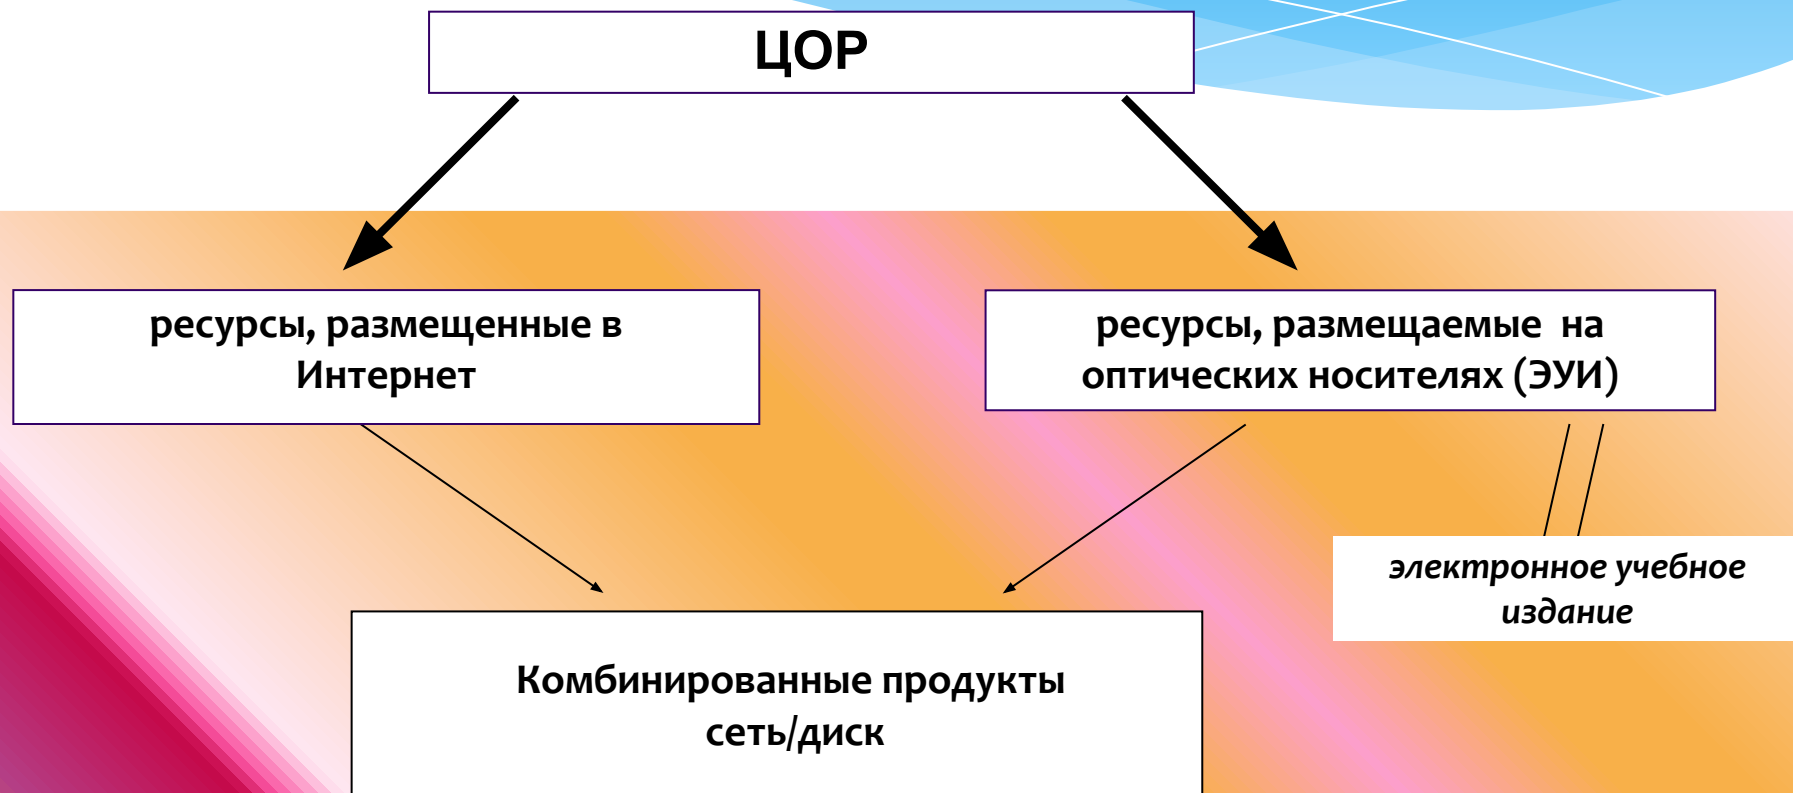 ЦОР
ресурсы, размещенные в
Интернет
ресурсы, размещаемые на
оптических носителях (ЭУИ)
электронное учебное
издание
Комбинированные продукты
сеть/диск